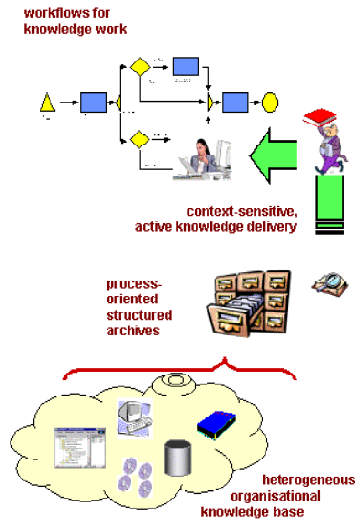 workflows for
knowledge work
context-sensitive,
active knowledge delivery
process-
oriented
structured
archives
heterogeneous
organisational
knowledge base